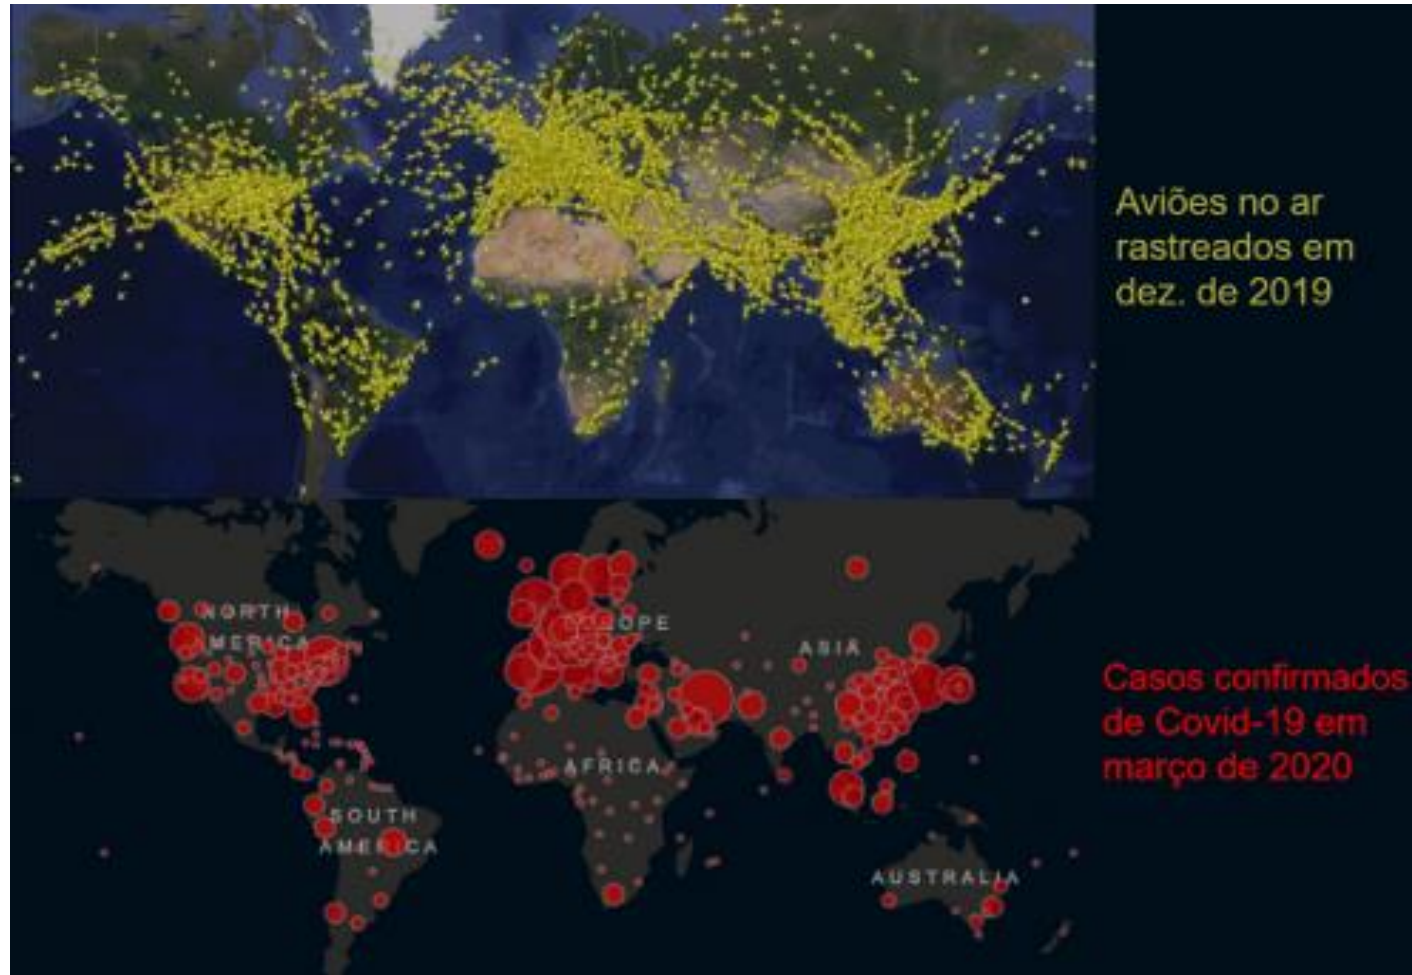 Aviões no ar
rastreados em
dez. de 2019
NORTH
AMERICA
EUROPE
ASIA
Casos confirmados
de Covid-19 em
março de 2020
AFRICA
SOUTH
AMERICA
AUSTRALIA